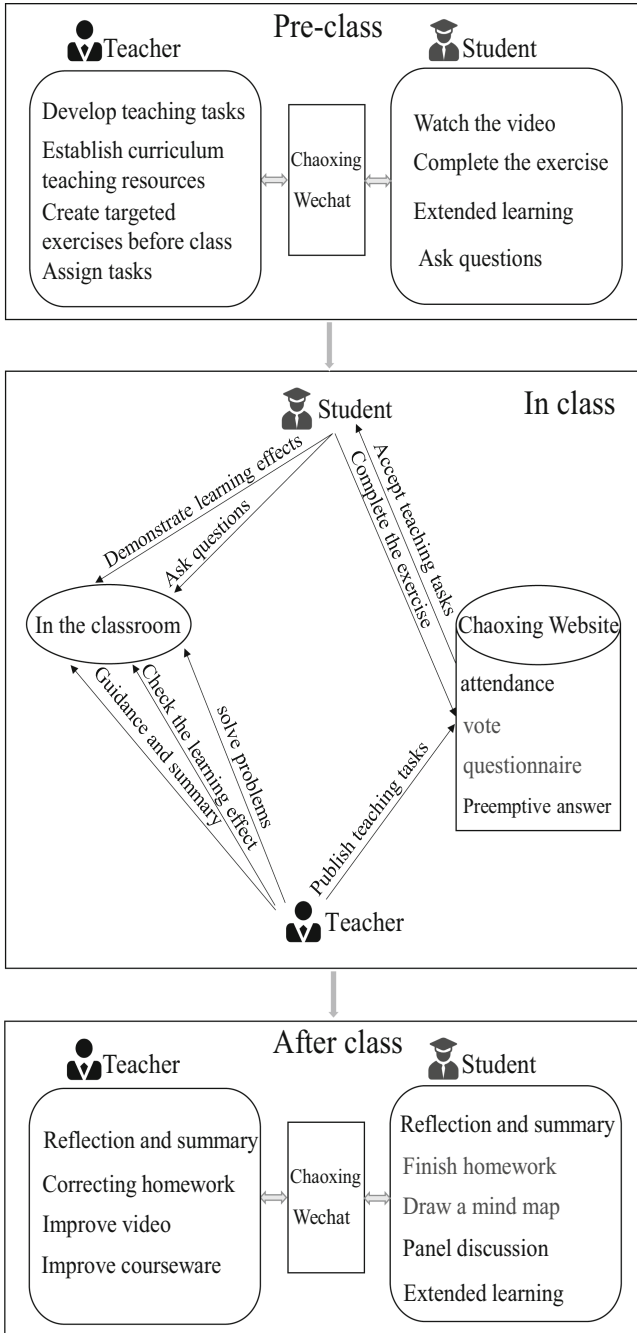 Pre-class
Teacher
Student
Develop teaching tasks
Establish curriculum
teaching resources
Create targeted
exercises before class
Assign tasks
Chaoxing
Wechat
Watch the video
Complete the exercise
Extended learning
Ask questions
In class
Student
Demonstrate learning effects
Ask questions
Accept teaching tasks
Complete the exercise
In the classroom
Chaoxing Website
attendance
vote
questionnaire
Preemptive answer
Guidance and summary
Check the learning effect
solve problems
Publish teaching tasks
Teacher
After class
Teacher
Student
Reflection and summary
Correcting homework
Improve video
Improve courseware
Chaoxing
Wechat
Reflection and summary
Finish homework
Draw a mind map
Panel discussion
Extended learning